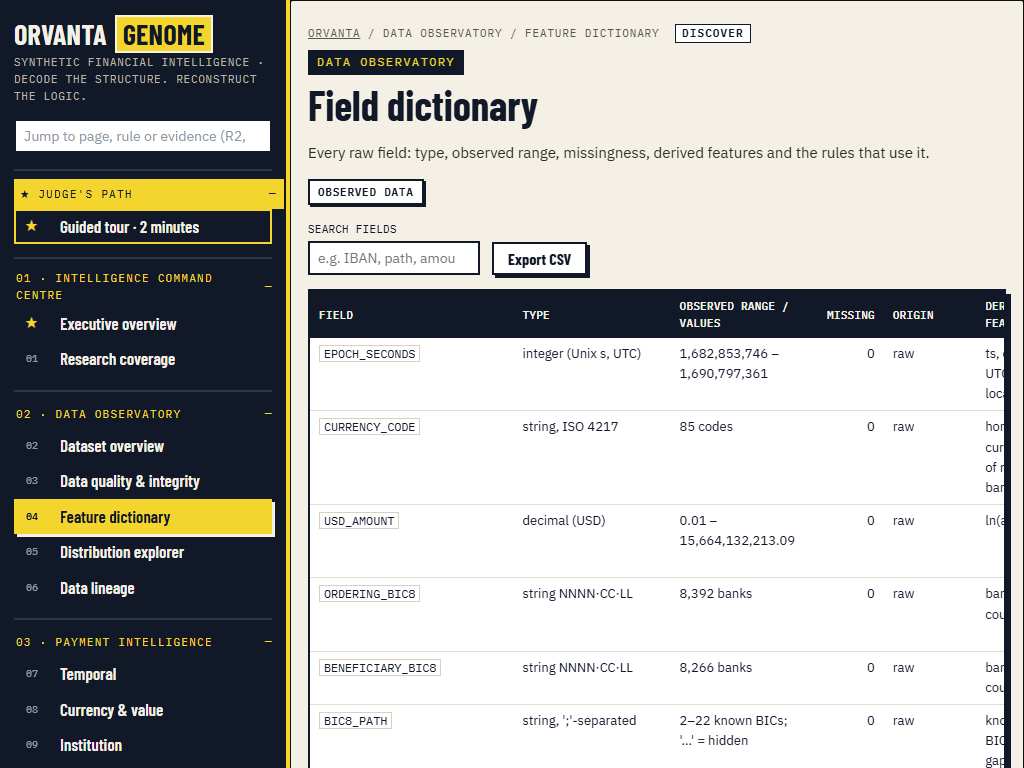 ORVANTA GENOME
SYNTHETIC FINANCIAL INTELLIGENCE ·
DECODE THE STRUCTURE. RECONSTRUCT
THE LOGIC.
Jump to page, rule or evidence (R2,
★ JUDGE'S PATH −
★ Guided tour · 2 minutes
01 · INTELLIGENCE COMMAND
CENTRE −
★ Executive overview
01 Research coverage
02 · DATA OBSERVATORY −
02 Dataset overview
03 Data quality & integrity
04 Feature dictionary
05 Distribution explorer
06 Data lineage
03 · PAYMENT INTELLIGENCE −
07 Temporal
08 Currency & value
09 Institution
ORVANTA / DATA OBSERVATORY / FEATURE DICTIONARY DISCOVER
DATA OBSERVATORY
Field dictionary
Every raw field: type, observed range, missingness, derived features and the rules that use it.
OBSERVED DATA
SEARCH FIELDS
e.g. IBAN, path, amou
Export CSV
FIELD TYPE OBSERVED RANGE / VALUES MISSING ORIGIN
EPOCH_SECONDS integer (Unix s, UTC) 1,682,853,746 – 0 raw ts,
1,690,797,361
CURRENCY_CODE string, ISO 4217 85 codes 0 raw
of
USD_AMOUNT decimal (USD) 0.01 – 0 raw
15,664,132,213.09
ORDERING_BIC8 string NNNN·CC·LL 8,392 banks 0 raw
BENEFICIARY_BIC8 string NNNN·CC·LL 8,266 banks 0 raw
BIC8_PATH string, ';'-separated 2–22 known BICs; 0 raw
'…' = hidden